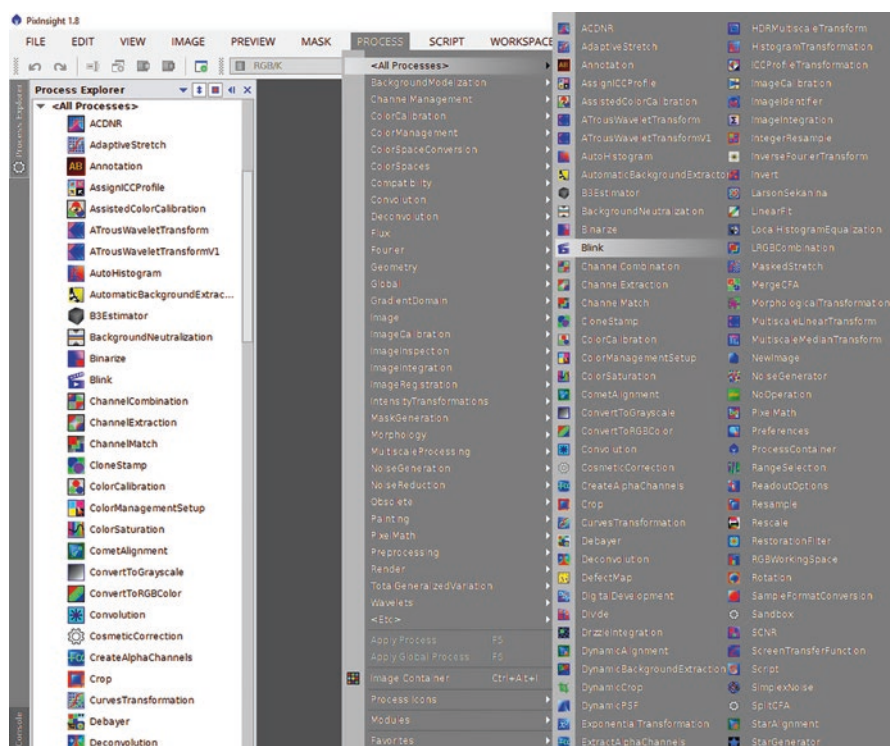 PixInsight 1.8
FILE EDIT VIEW IMAGE PREVIEW MASK PROCESS SCRIPT WORKSPACE
RGB/K
Process Explorer
Process Explorer
Console
<All Processes>
ACDNR
AdaptiveStretch
Annotation
AssignICCProfile
AssistedColorCalibration
ATrousWaveletTransform
ATrousWaveletTransformV1
AutoHistogram
AutomaticBackgroundExtrac...
B3Estimator
BackgroundNeutralization
Binarize
Blink
ChannelCombination
ChannelExtraction
ChannelMatch
CloneStamp
ColorCalibration
ColorManagementSetup
ColorSaturation
CometAlignment
ConvertToGrayscale
ConvertToRGBColor
Convolution
CosmeticCorrection
CreateAlphaChannels
Crop
CurvesTransformation
Debayer
Deconvolution
<All Processes>
BackgroundModelization
Channel Management
ColorCalibration
ColorManagement
ColorSpaceConversion
ColorSpaces
Compatibility
Convolution
Deconvolution
Flux
Fourier
Geometry
Global
GradientDomain
Image
ImageCalibration
ImageInspection
ImageIntegration
ImageRegistration
IntensityTransformations
MaskGeneration
Morphology
MultiscaleProcessing
NoiseGeneration
NoiseReduction
Obsolete
Painting
PixelMath
Preprocessing
Render
TotalGeneralizedVariation
Wavelets
<Etc>
Apply Process F5
Apply Global Process F6
Image Container Ctrl+Alt+I
Process Icons
Modules
Favorites
ACDNR
AdaptiveStretch
Annotation
AssignICCProfile
AssistedColorCalibration
ATrousWaveletTransform
ATrousWaveletTransformV1
AutoHistogram
AutomaticBackgroundExtractor
B3Estimator
BackgroundNeutralization
Binarize
Blink
ChannelCombination
ChannelExtraction
ChannelMatch
CloneStamp
ColorCalibration
ColorManagementSetup
ColorSaturation
CometAlignment
ConvertToGrayscale
ConvertToRGBColor
Convolution
CosmeticCorrection
CreateAlphaChannels
Crop
CurvesTransformation
Debayer
Deconvolution
DefectMap
DigitalDevelopment
Divide
DrizzleIntegration
DynamicAlignment
DynamicBackgroundExtraction
DynamicCrop
DynamicPSF
ExponentialTransformation
ExtractAlphaChannels
HDRMultiscaleTransform
HistogramTransformation
ICCProfileTransformation
ImageCalibration
ImageIdentifier
ImageIntegration
IntegerResample
InverseFourierTransform
Invert
LarsonSekanina
LinearFit
LocalHistogramEqualization
LRGBCombination
MaskedStretch
MergeCFA
MorphologicalTransformation
MultiscaleLinearTransform
MultiscaleMedianTransform
NewImage
NoiseGenerator
NoOperation
PixelMath
Preferences
ProcessContainer
RangeSelection
ReadoutOptions
Resample
Rescale
RestorationFilter
RGBWorkingSpace
Rotation
SampleFormatConversion
Sandbox
SCNR
ScreenTransferFunction
Script
SimplexNoise
SplitCFA
StarAlignment
StarGenerator